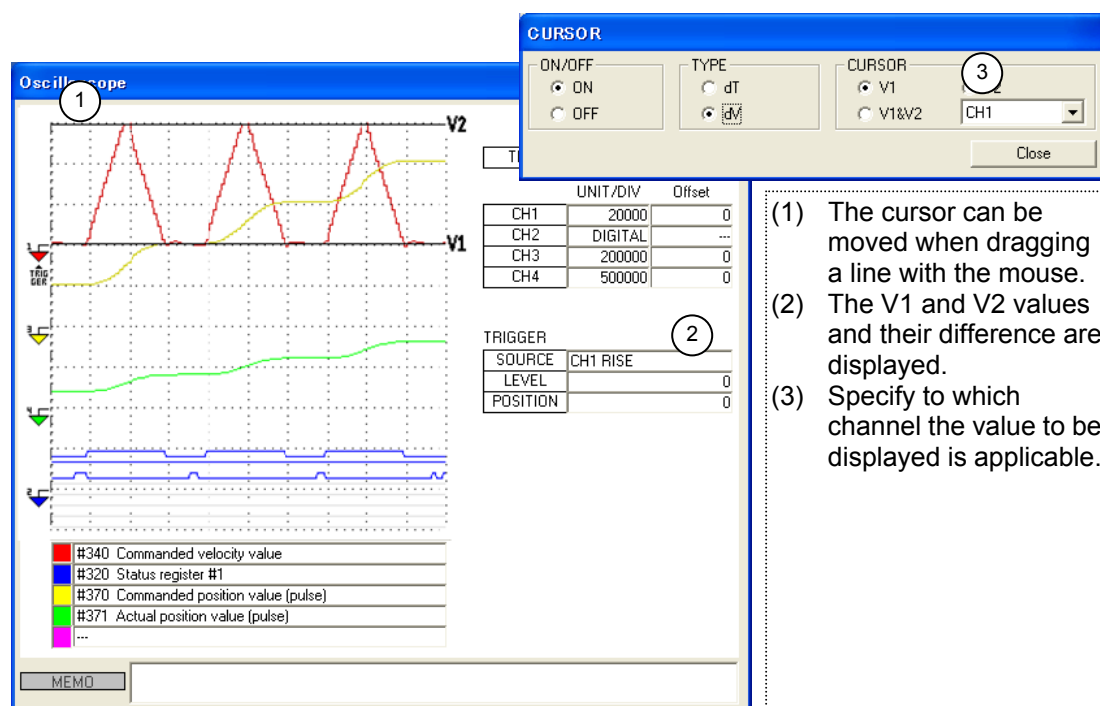 CURSOR
ON/OFF
ON
OFF
TYPE
dT
dV
CURSOR
V1
V1&V2
3
CH1
Close
Oscilloscope
1
V2
V1
TRIG
GER
UNIT/DIV Offset
CH1 20000 0
CH2 DIGITAL ---
CH3 200000 0
CH4 500000 0
TRIGGER
2
SOURCE CH1 RISE
LEVEL 0
POSITION 0
#340 Commanded velocity value
#320 Status register #1
#370 Commanded position value (pulse)
#371 Actual position value (pulse)
---
MEMO
(1) The cursor can be
moved when dragging
a line with the mouse.
(2) The V1 and V2 values
and their difference are
displayed.
(3) Specify to which
channel the value to be
displayed is applicable.